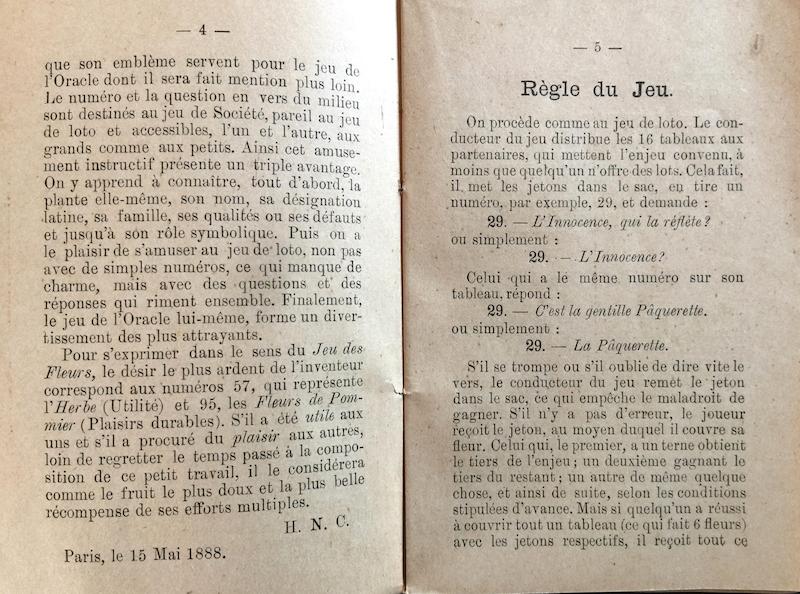 — 4 —
que son emblème servent pour le jeu de
l'Oracle dont il sera fait mention plus loin.
Le numéro et la question en vers du milieu
sont destinés au jeu de Société, pareil au jeu
de loto et accessibles, l'un et l'autre, aux
grands comme aux petits. Ainsi cet amuse-
ment instructif présente un triple avantage.
On y apprend à connaître, tout d'abord, la
plante elle-même, son nom, sa désignation
latine, sa famille, ses qualités ou ses défauts
et jusqu'à son rôle symbolique. Puis on a
le plaisir de s'amuser au jeu de loto, non pas
avec de simples numéros, ce qui manque de
charme, mais avec des questions et des
réponses qui riment ensemble. Finalement,
le jeu de l'Oracle lui-même, forme un diver-
tissement des plus attrayants.
Pour s'exprimer dans le sens du Jeu des
Fleurs, le désir le plus ardent de l'inventeur
correspond aux numéros 57, qui représente
l'Herbe (Utilité) et 95, les Fleurs de Pom-
mier (Plaisirs durables). S'il a été utile aux
uns et s'il a procuré du plaisir aux autres,
loin de regretter le temps passé à la compo-
sition de ce petit travail, il le considérera
comme le fruit le plus doux et la plus belle
récompense de ses efforts multiples.
H. N. C.
Paris, le 15 Mai 1888.
— 5 —
Règle du Jeu.
On procède comme au jeu de loto. Le con-
ducteur du jeu distribue les 16 tableaux aux
partenaires, qui mettent l'enjeu convenu, à
moins que quelqu'un n'offre des lots. Cela fait,
il met les jetons dans le sac, en tire un
numéro, par exemple, 29, et demande :
29. — L'Innocence, qui la réflète ?
ou simplement :
29. — L'Innocence ?
Celui qui a le même numéro sur son
tableau, répond :
29. — C'est la gentille Pâquerette.
ou simplement :
29. — La Pâquerette.
S'il se trompe ou s'il oublie de dire vite le
vers, le conducteur du jeu remet le jeton
dans le sac, ce qui empêche le maladroit de
gagner. S'il n'y a pas d'erreur, le joueur
reçoit le jeton, au moyen duquel il couvre sa
fleur. Celui qui, le premier, a un terne obtient
le tiers de l'enjeu ; un deuxième gagnant le
tiers du restant ; un autre de même quelque
chose, et ainsi de suite, selon les conditions
stipulées d'avance. Mais si quelqu'un a réussi
à couvrir tout un tableau (ce qui fait 6 fleurs)
avec les jetons respectifs, il reçoit tout ce